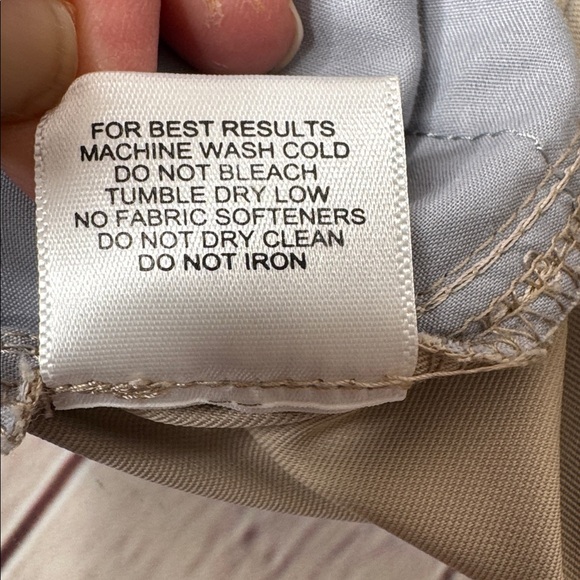 FOR BEST RESULTS
MACHINE WASH COLD
DO NOT BLEACH
TUMBLE DRY LOW
NO FABRIC SOFTENERS
DO NOT DRY CLEAN
DO NOT IRON